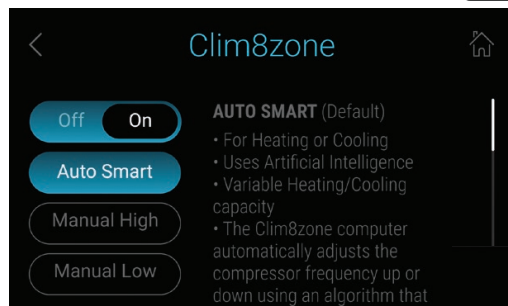 Clim8zone
Off On
Auto Smart
Manual High
Manual Low
AUTO SMART (Default)
• For Heating or Cooling
• Uses Artificial Intelligence
• Variable Heating/Cooling
capacity
• The Clim8zone computer
automatically adjusts the
compressor frequency up or
down using an algorithm that